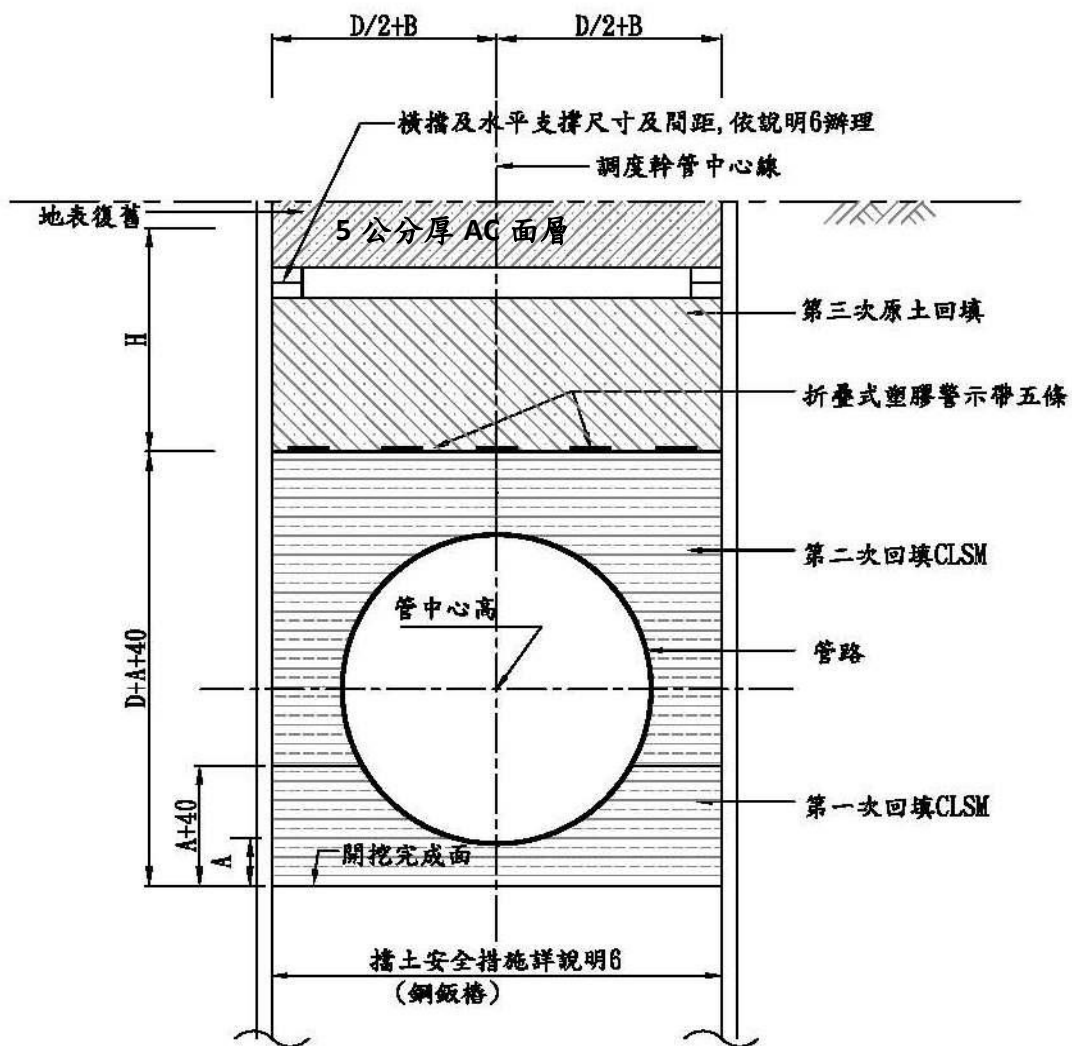 D/2+B
D/2+B
橫擋及水平支撐尺寸及間距,依說明6辦理
調度幹管中心線
地表復舊
5 公分厚 AC 面層
第三次原土回填
H
折疊式塑膠警示帶五條
第二次回填CLSM
管中心高
管路
D+A+40
A+40
A
第一次回填CLSM
開挖完成面
擋土安全措施詳說明6
(鋼鈑樁)